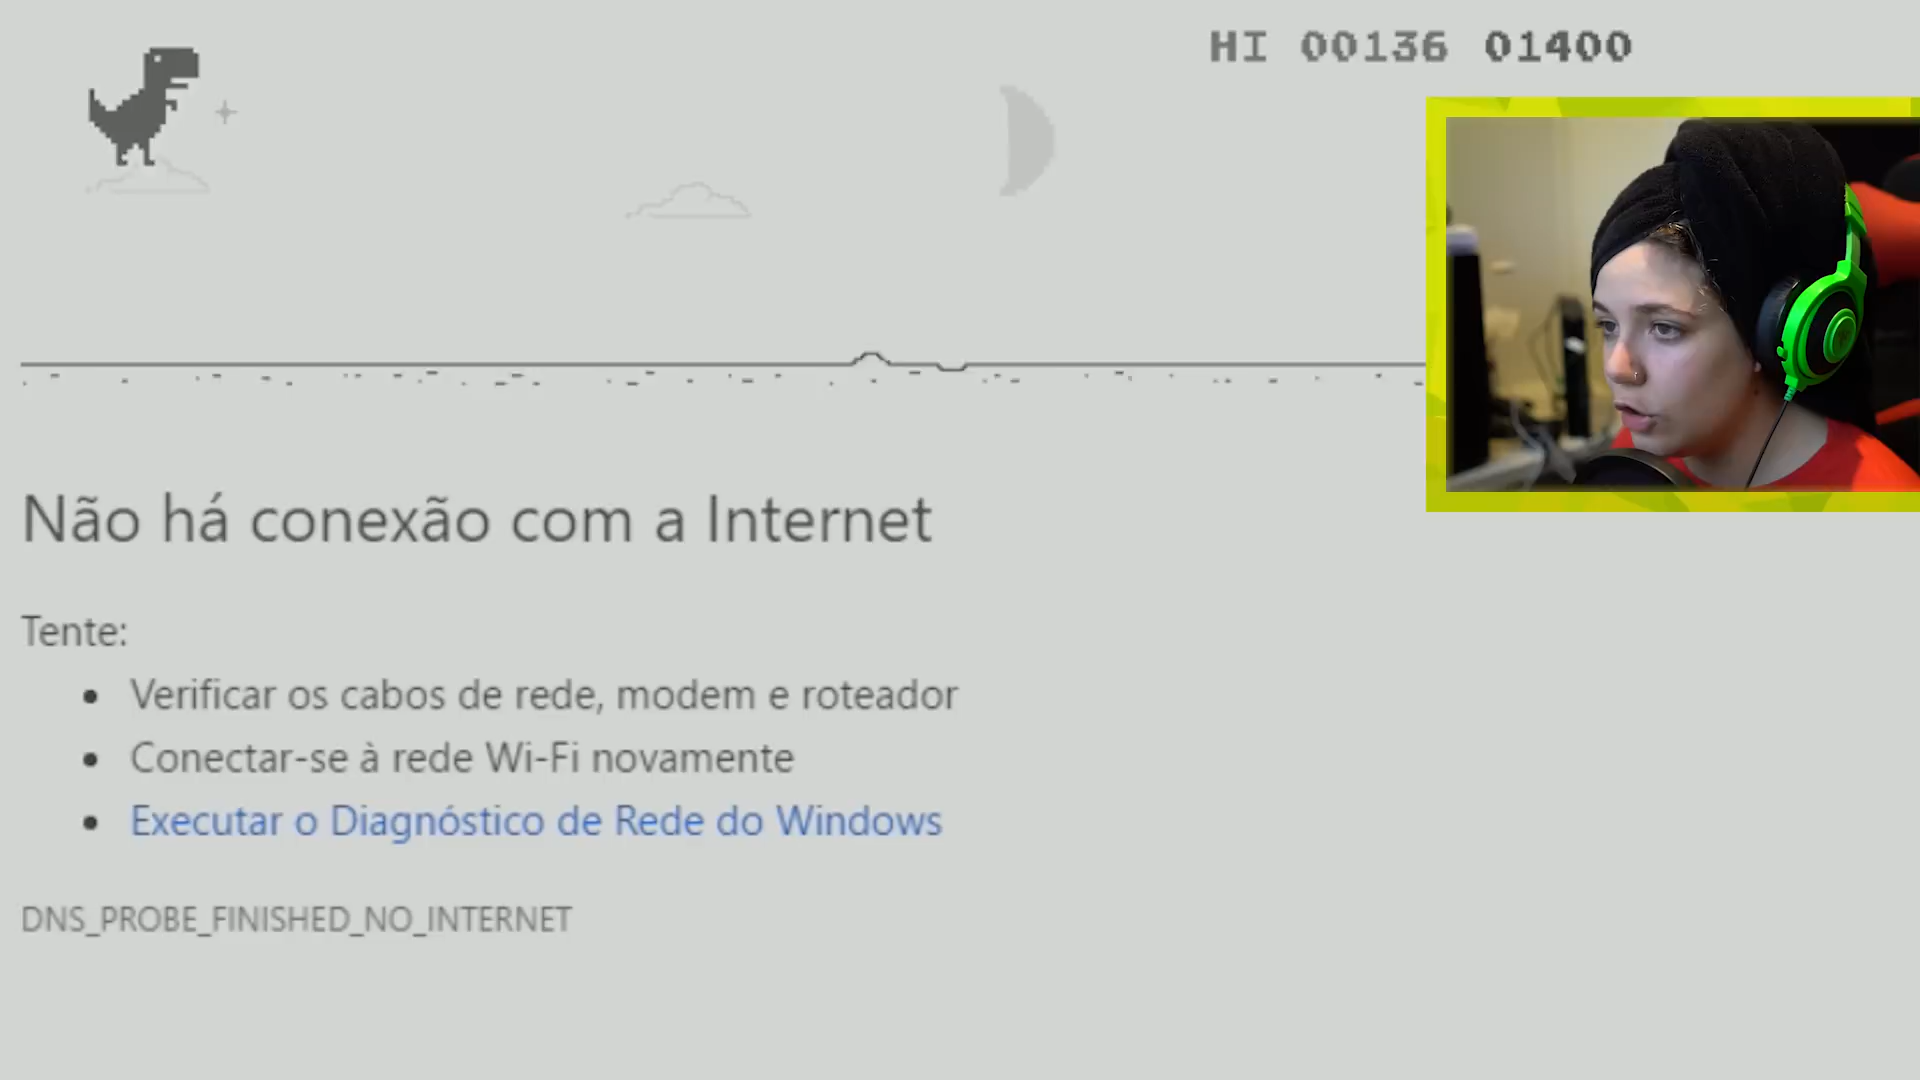 HI 00136 01400
Não há conexão com a Internet
Tente:
Verificar os cabos de rede, modem e roteador
Conectar-se à rede Wi-Fi novamente
Executar o Diagnóstico de Rede do Windows
DNS_PROBE_FINISHED_NO_INTERNET